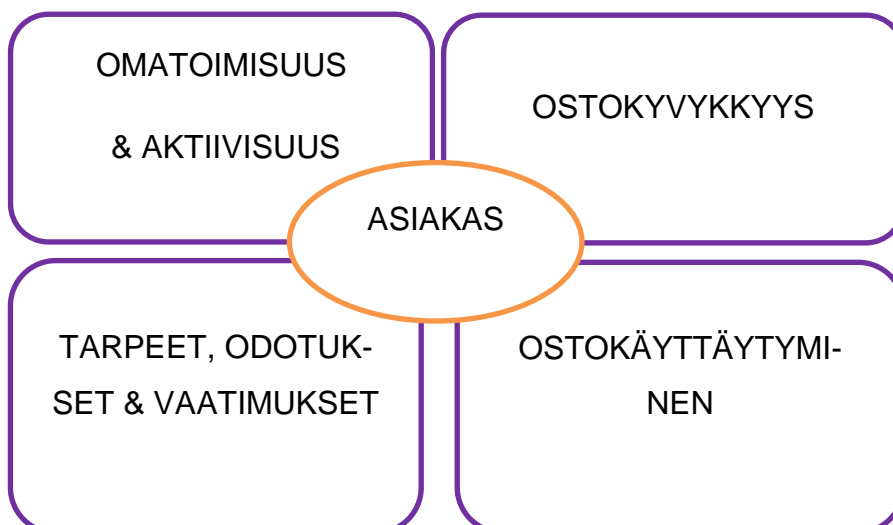 OMATOIMISUUS
& AKTIIVISUUS
OSTOKYVYKKYYS
ASIAKAS
TARPEET, ODOTUK-
SET & VAATIMUKSET
OSTOKÄYTTÄYTYMI-
NEN